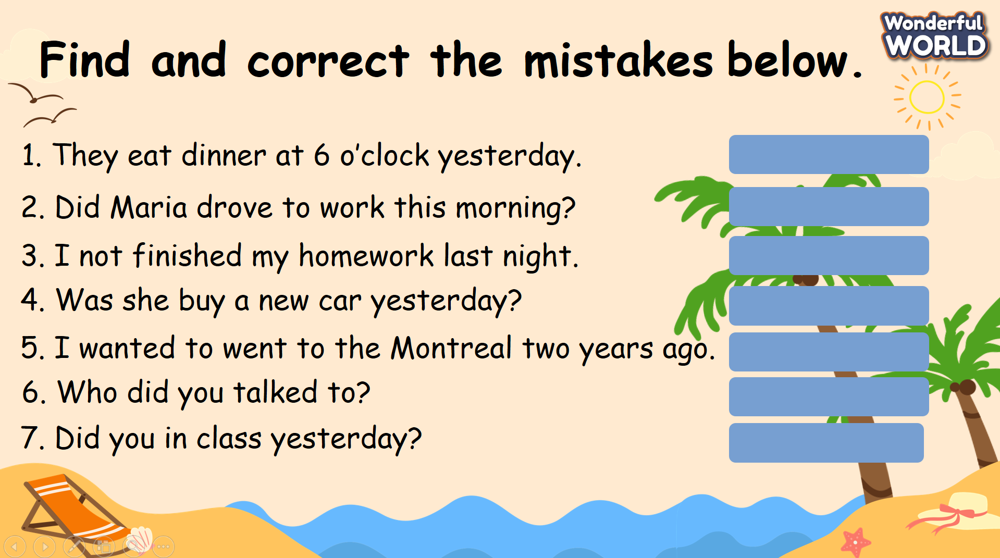 Wonderful
WORLD
Find and correct the mistakes below.
1. They eat dinner at 6 o’clock yesterday.
2. Did Maria drove to work this morning?
3. I not finished my homework last night.
4. Was she buy a new car yesterday?
5. I wanted to went to the Montreal two years ago.
6. Who did you talked to?
7. Did you in class yesterday?